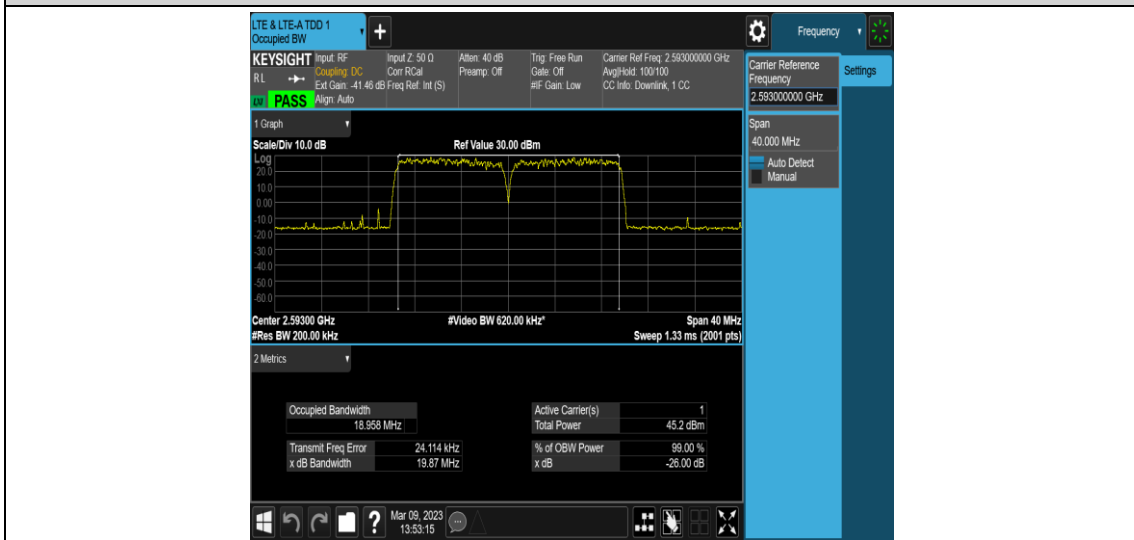 LTE & LTE-A TDD 1
Occupied BW
+
Frequency
KEYSIGHT
R L
LW PASS
Input: RF
Coupling: DC
Ext Gain: -41.46 dB
Align: Auto
Input Z: 50 Ω
Corr RCal
Freq Ref: Int (S)
Atten: 40 dB
Preamp: Off
Trig: Free Run
Gate: Off
#IF Gain: Low
Carrier Ref Freq: 2.593000000 GHz
Avg|Hold: 100/100
CC Info: Downlink, 1 CC
Carrier Reference
Frequency
2.593000000 GHz
Settings
Span
40.000 MHz
Auto Detect
Manual
1 Graph
Scale/Div 10.0 dB
Ref Value 30.00 dBm
Log
20.0
10.0
0.00
-10.0
-20.0
-30.0
-40.0
-50.0
-60.0
Center 2.59300 GHz
#Video BW 620.00 kHz*
Span 40 MHz
#Res BW 200.00 kHz
Sweep 1.33 ms (2001 pts)
2 Metrics
Occupied Bandwidth
18.958 MHz
Active Carrier(s) 1
Total Power 45.2 dBm
Transmit Freq Error 24.114 kHz
x dB Bandwidth 19.87 MHz
% of OBW Power 99.00 %
x dB -26.00 dB
?
Mar 09, 2023
13:53:15